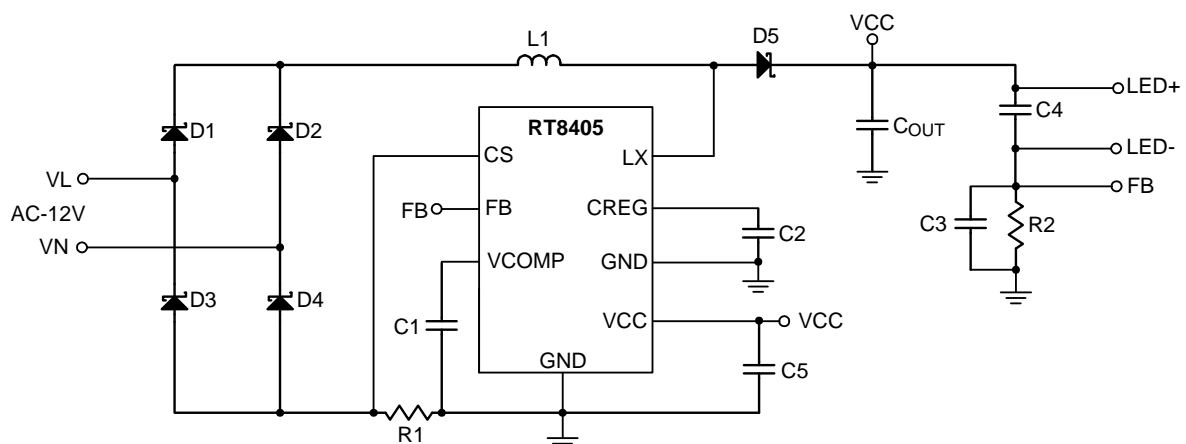 VCC
L1
D5
LED+
D1
D2
RT8405
COUT
C4
CS
LX
LED-
VL
FB
AC-12V
FB
FB
CREG
C3
R2
VN
C2
VCOMP
GND
D3
D4
C1
VCC
VCC
GND
C5
R1